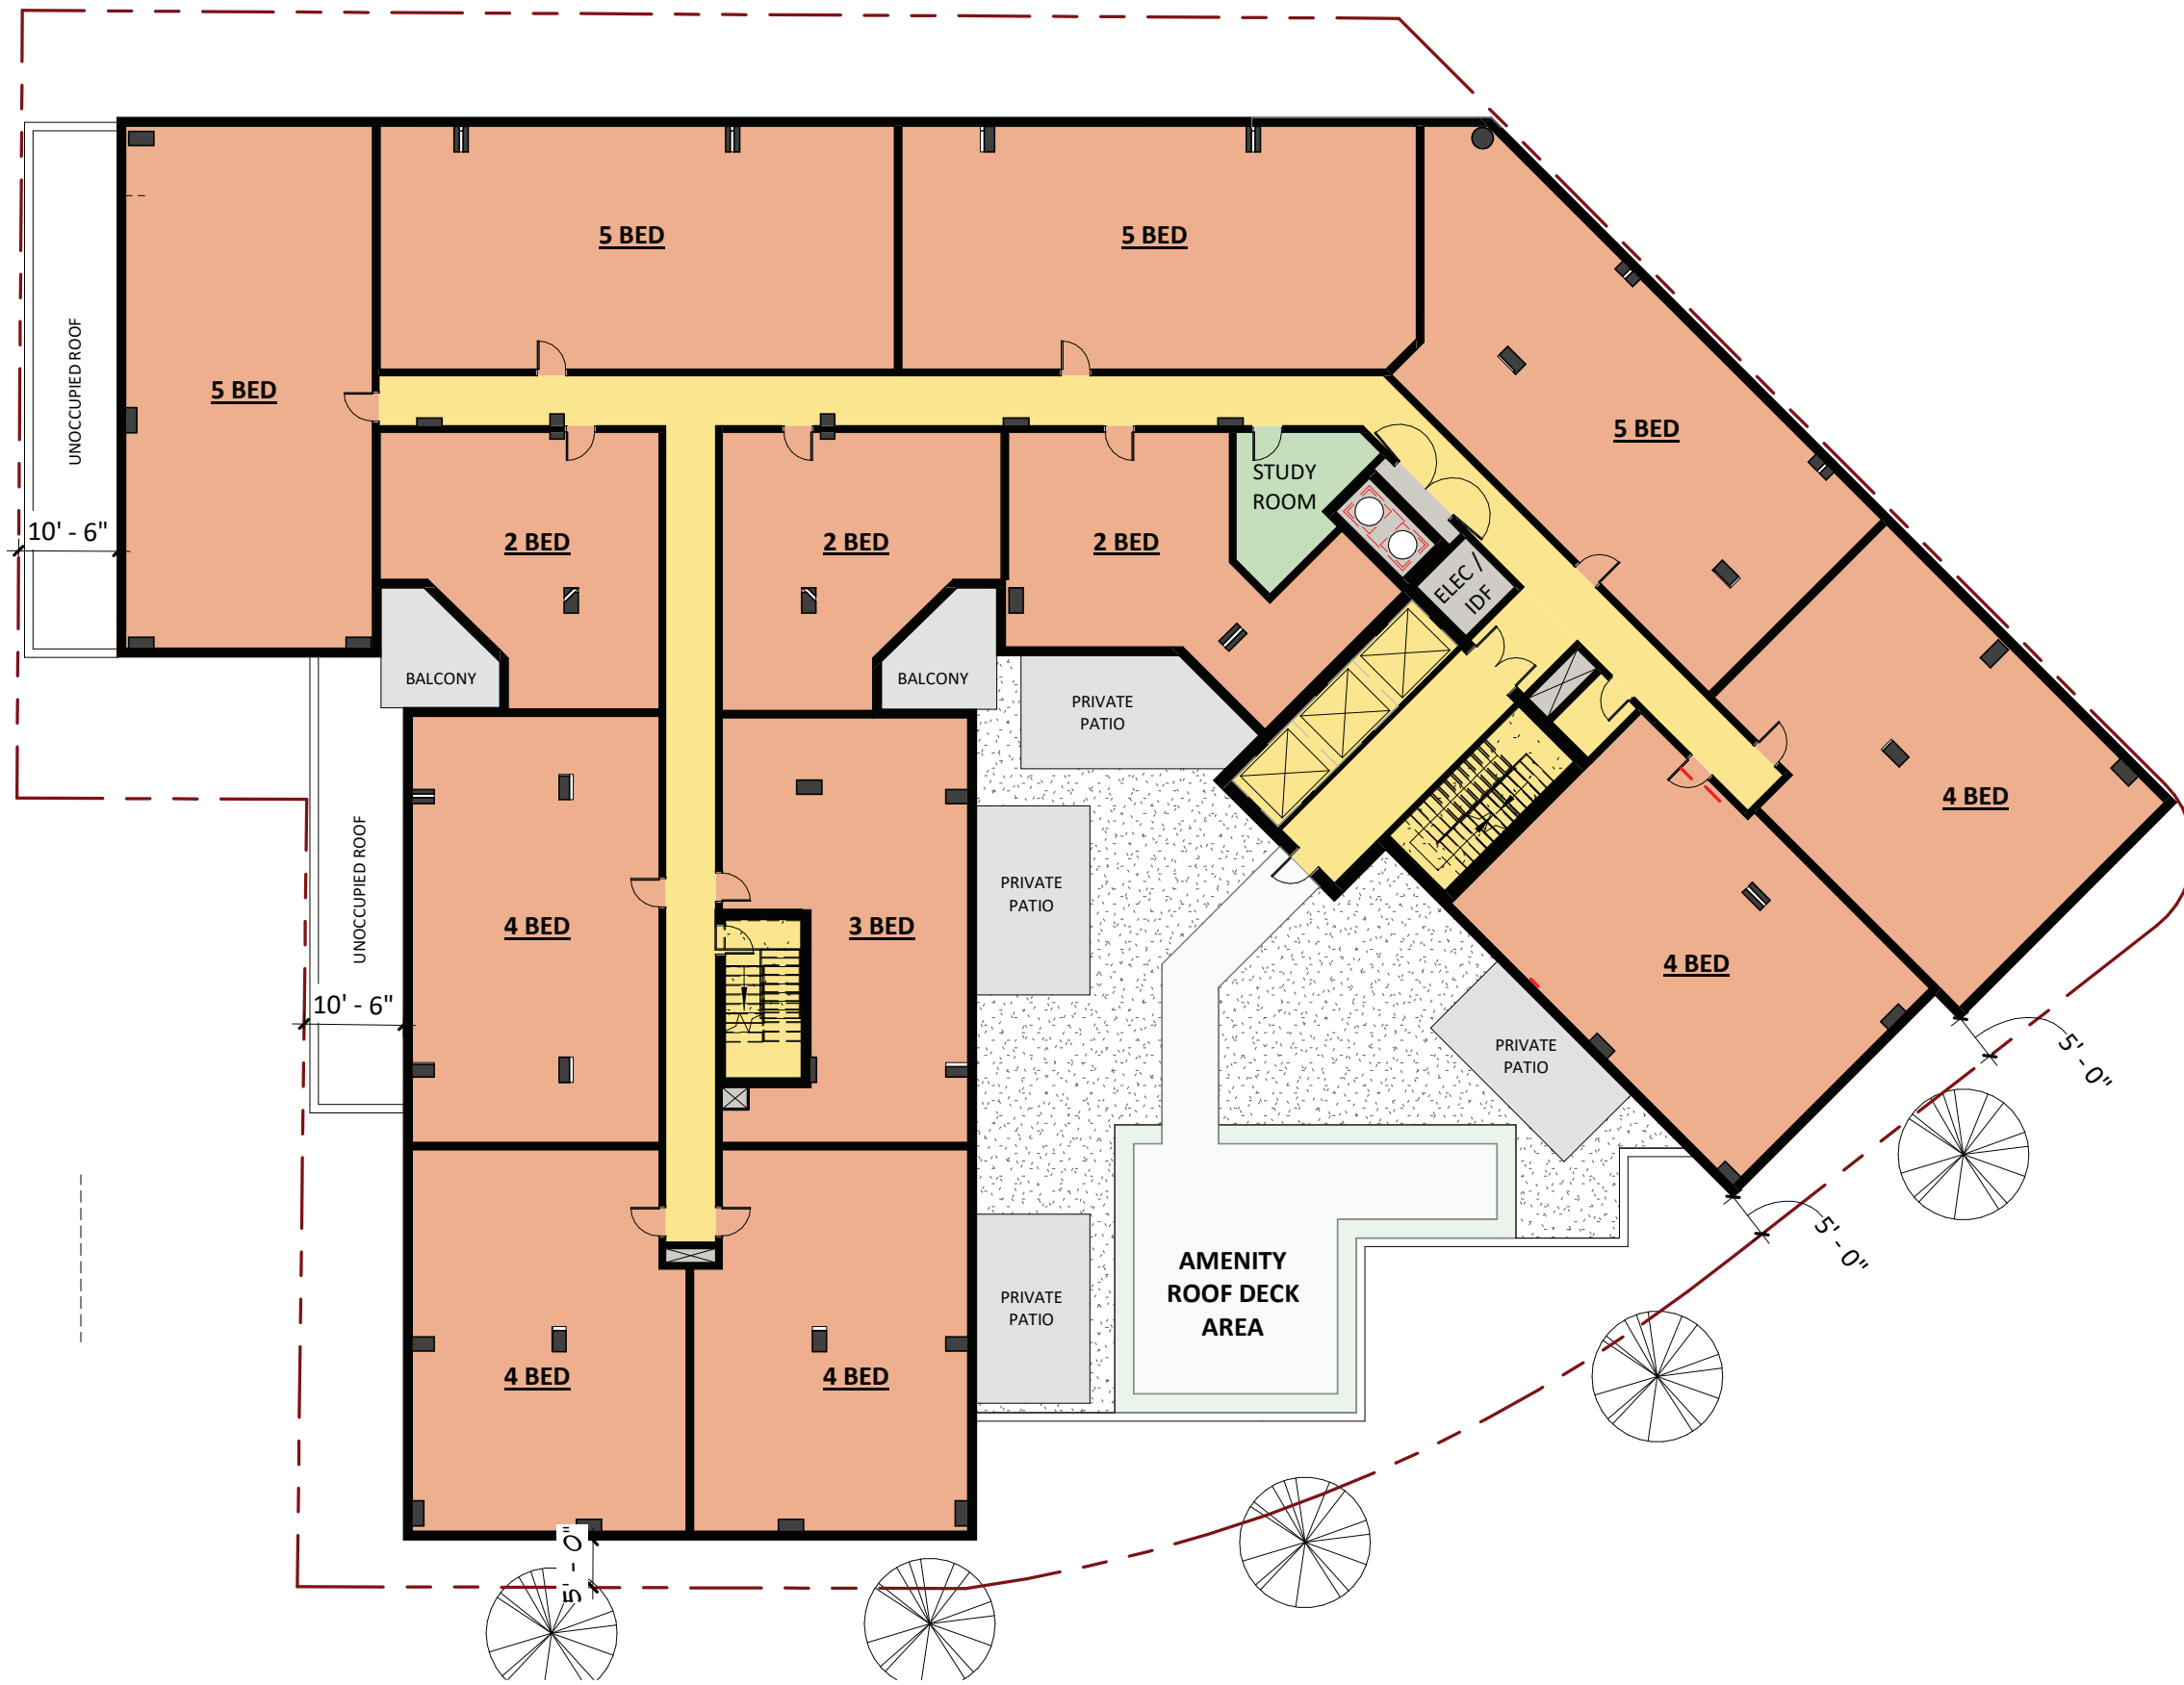 5 BED
5 BED
5 BED
5 BED
UNOCCUPIED ROOF
10' - 6"
STUDY
ROOM
2 BED
2 BED
2 BED
ELEC /
IDF
BALCONY
BALCONY
PRIVATE
PATIO
4 BED
UNOCCUPIED ROOF
PRIVATE
PATIO
4 BED
3 BED
4 BED
10' - 6"
PRIVATE
PATIO
5' - 0"
5' - 0"
AMENITY
ROOF DECK
AREA
PRIVATE
PATIO
4 BED
4 BED
5' - 0"